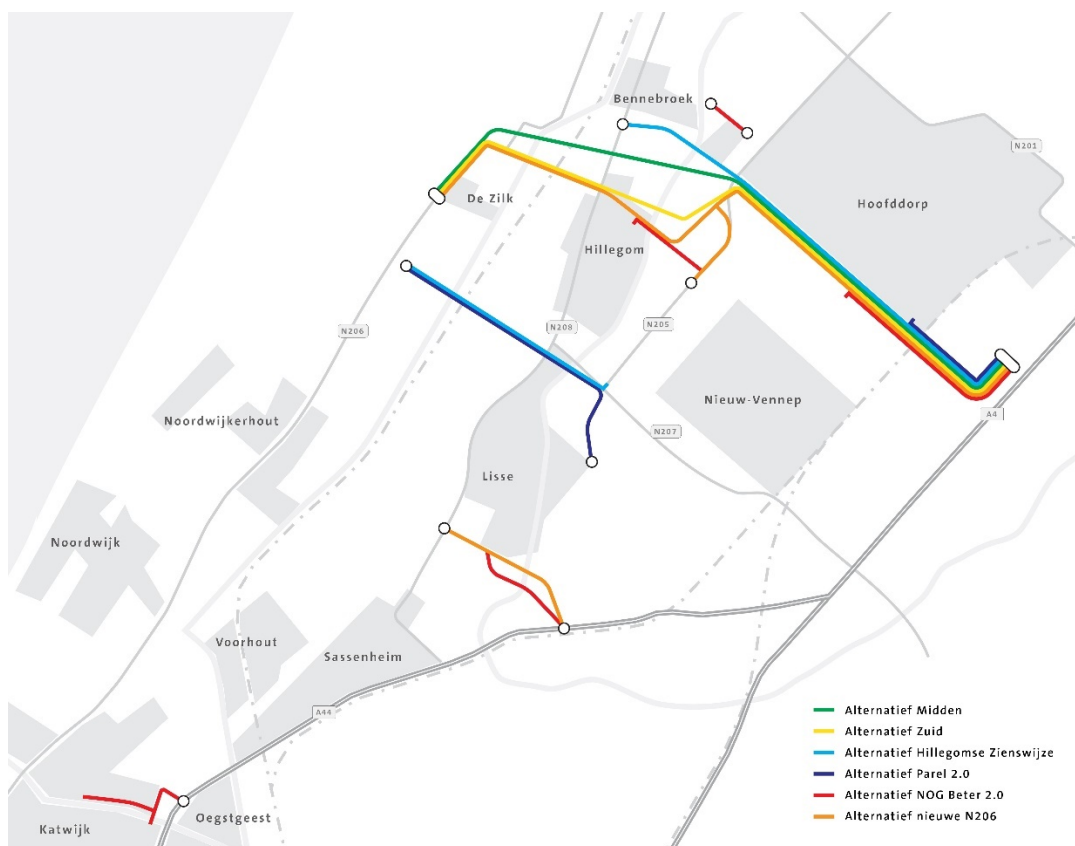 Bennebroek
N201
De Zilk
Hoofddorp
Hillegom
N206
N208
N205
Nieuw-Vennep
A4
Noordwijkerhout
N207
Lisse
Noordwijk
Voorhout
Sassenheim
A44
Katwijk
Oegstgeest
Alternatief Midden
Alternatief Zuid
Alternatief Hillegomse Zienswijze
Alternatief Parel 2.0
Alternatief NOG Beter 2.0
Alternatief nieuwe N206